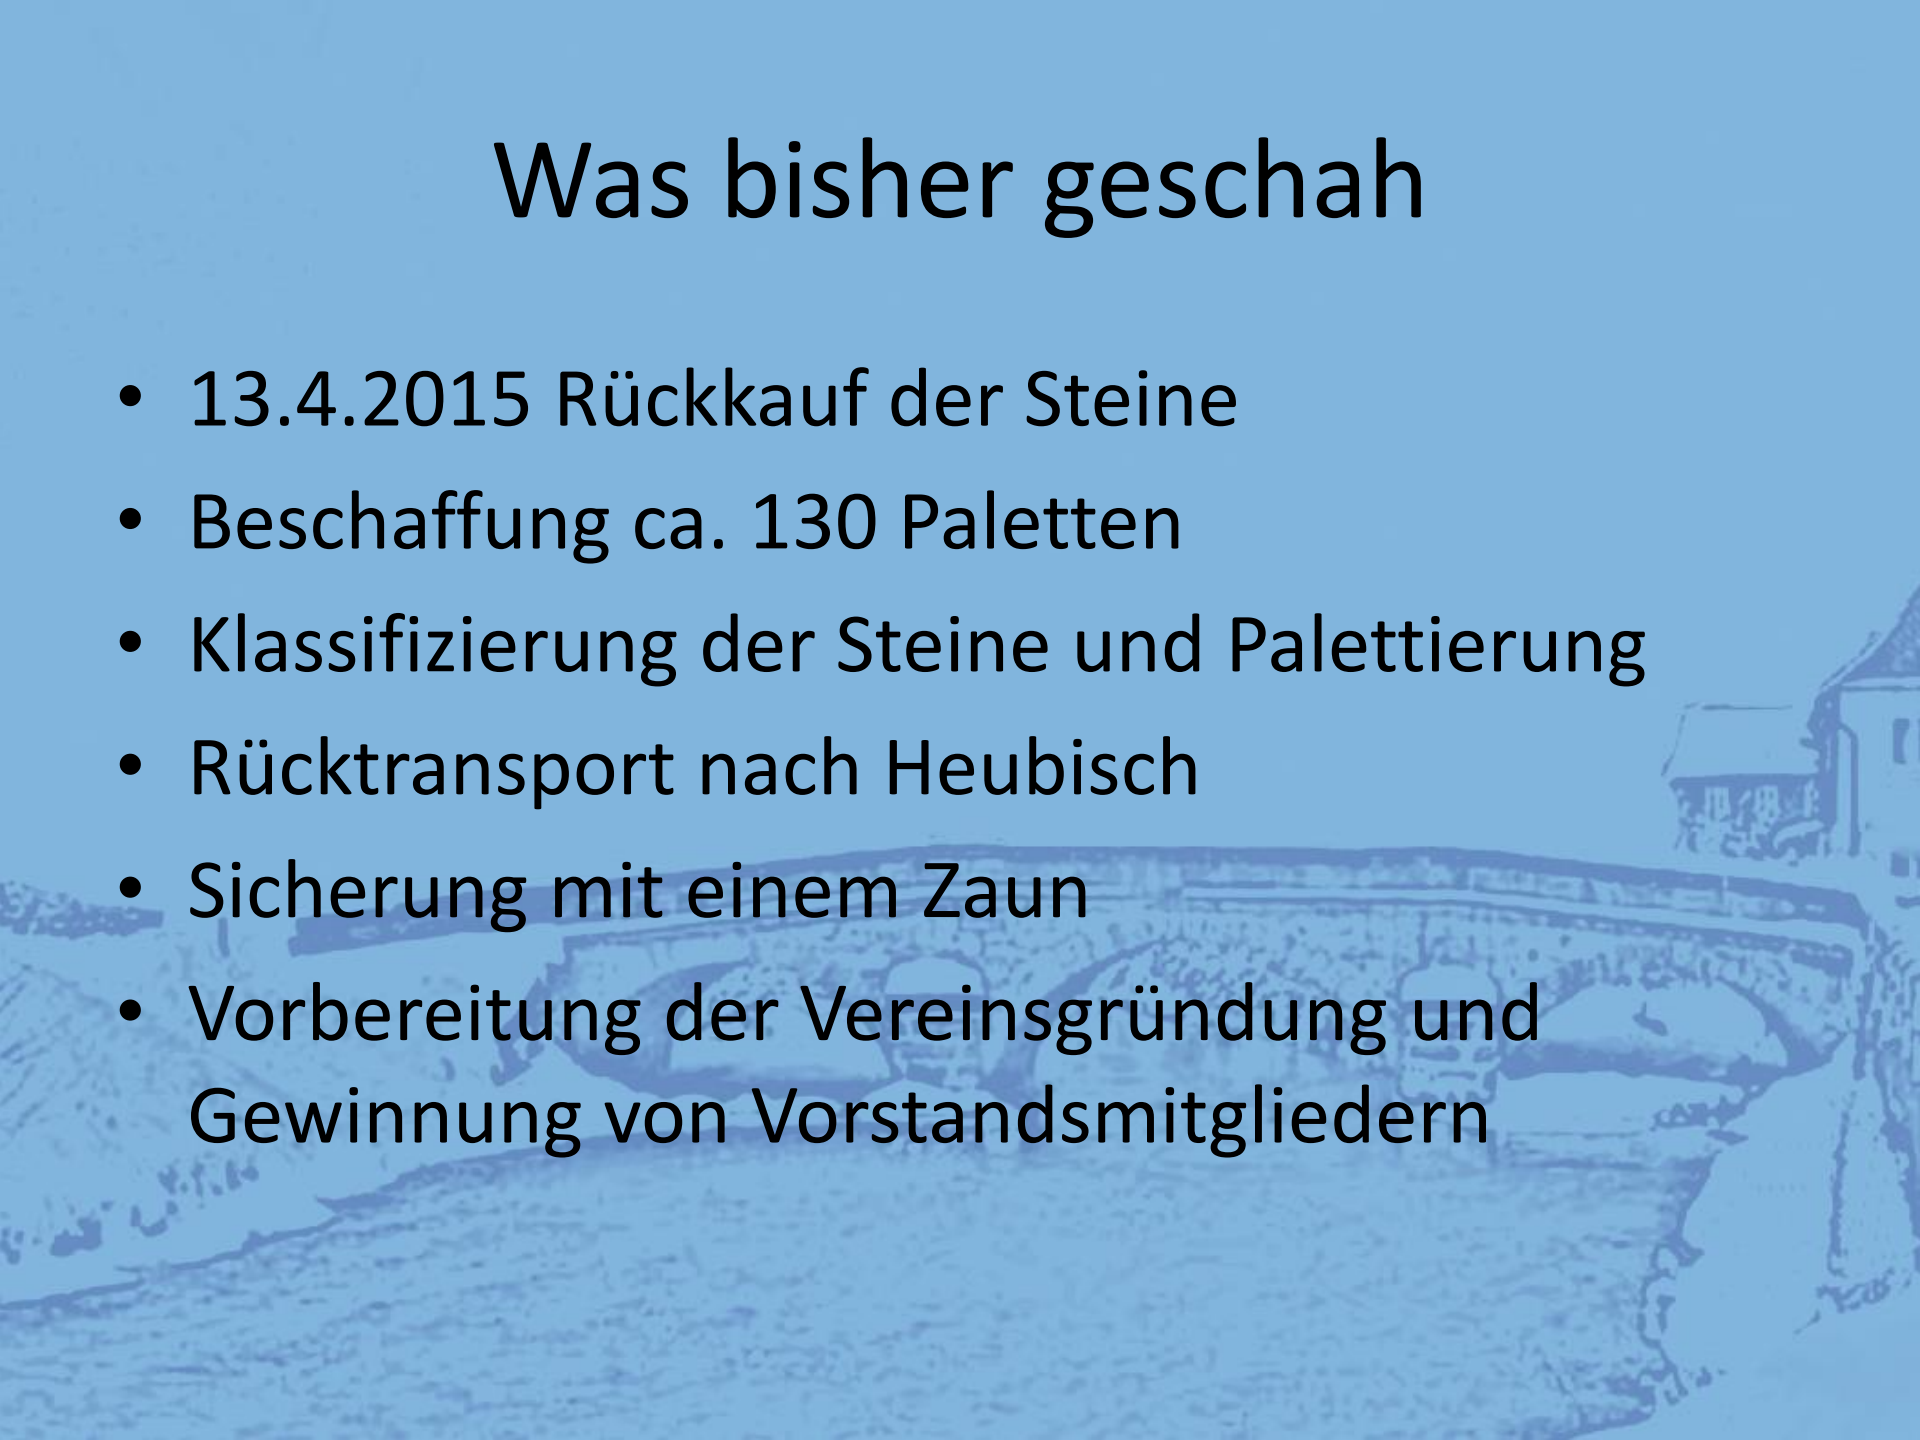 Was bisher geschah
• 13.4.2015 Rückkauf der Steine
• Beschaffung ca. 130 Paletten
• Klassifizierung der Steine und Palettierung
• Rücktransport nach Heubisch
• Sicherung mit einem Zaun
• Vorbereitung der Vereinsgründung und
Gewinnung von Vorstandsmitgliedern